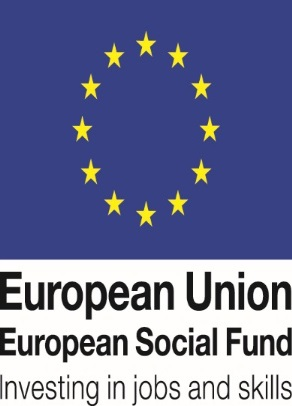 European Union
European Social Fund
Investing in jobs and skills